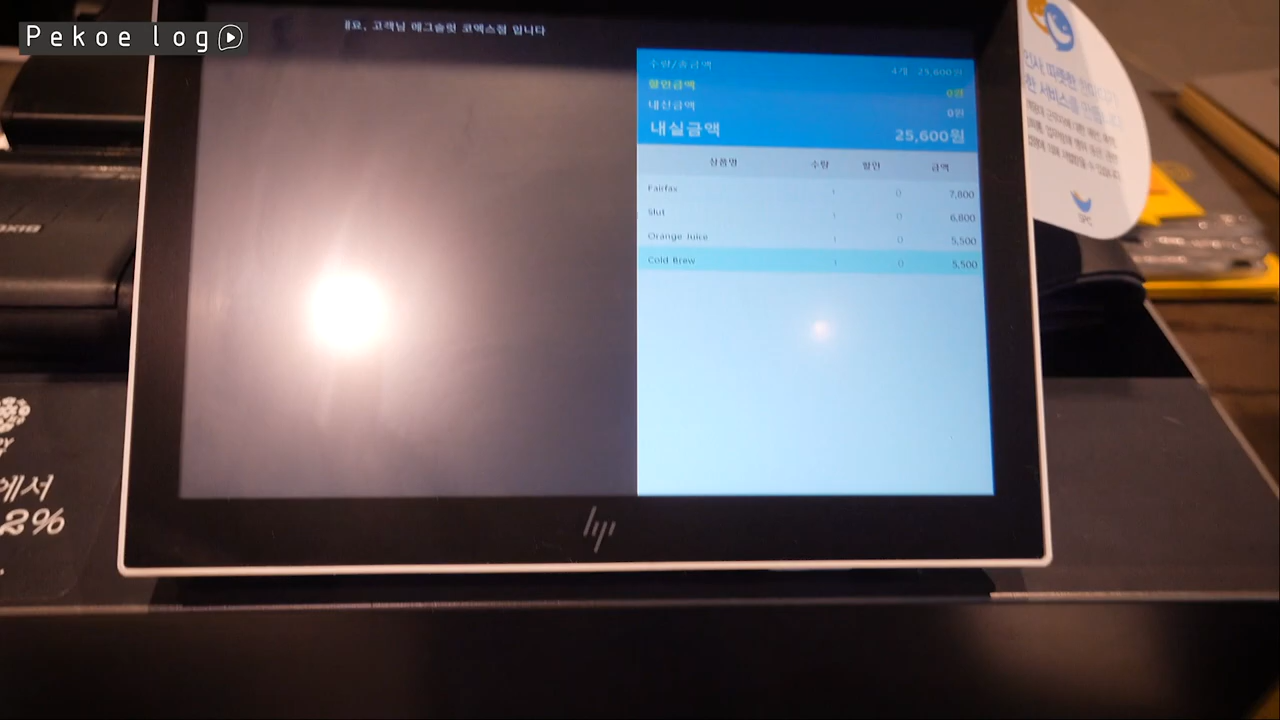 Pekoe log
요, 고객님 에그슬럿 코엑스점 입니다
수량/총금액 4개 25,600원
할인금액 0원
내신금액 0원
내실금액 25,600원
상품명 수량 할인 금액
Fairfax 1 0 7,800
Slut 1 0 6,800
Orange Juice 1 0 5,500
Cold Brew 1 0 5,500
hp
에서
2%
SPC